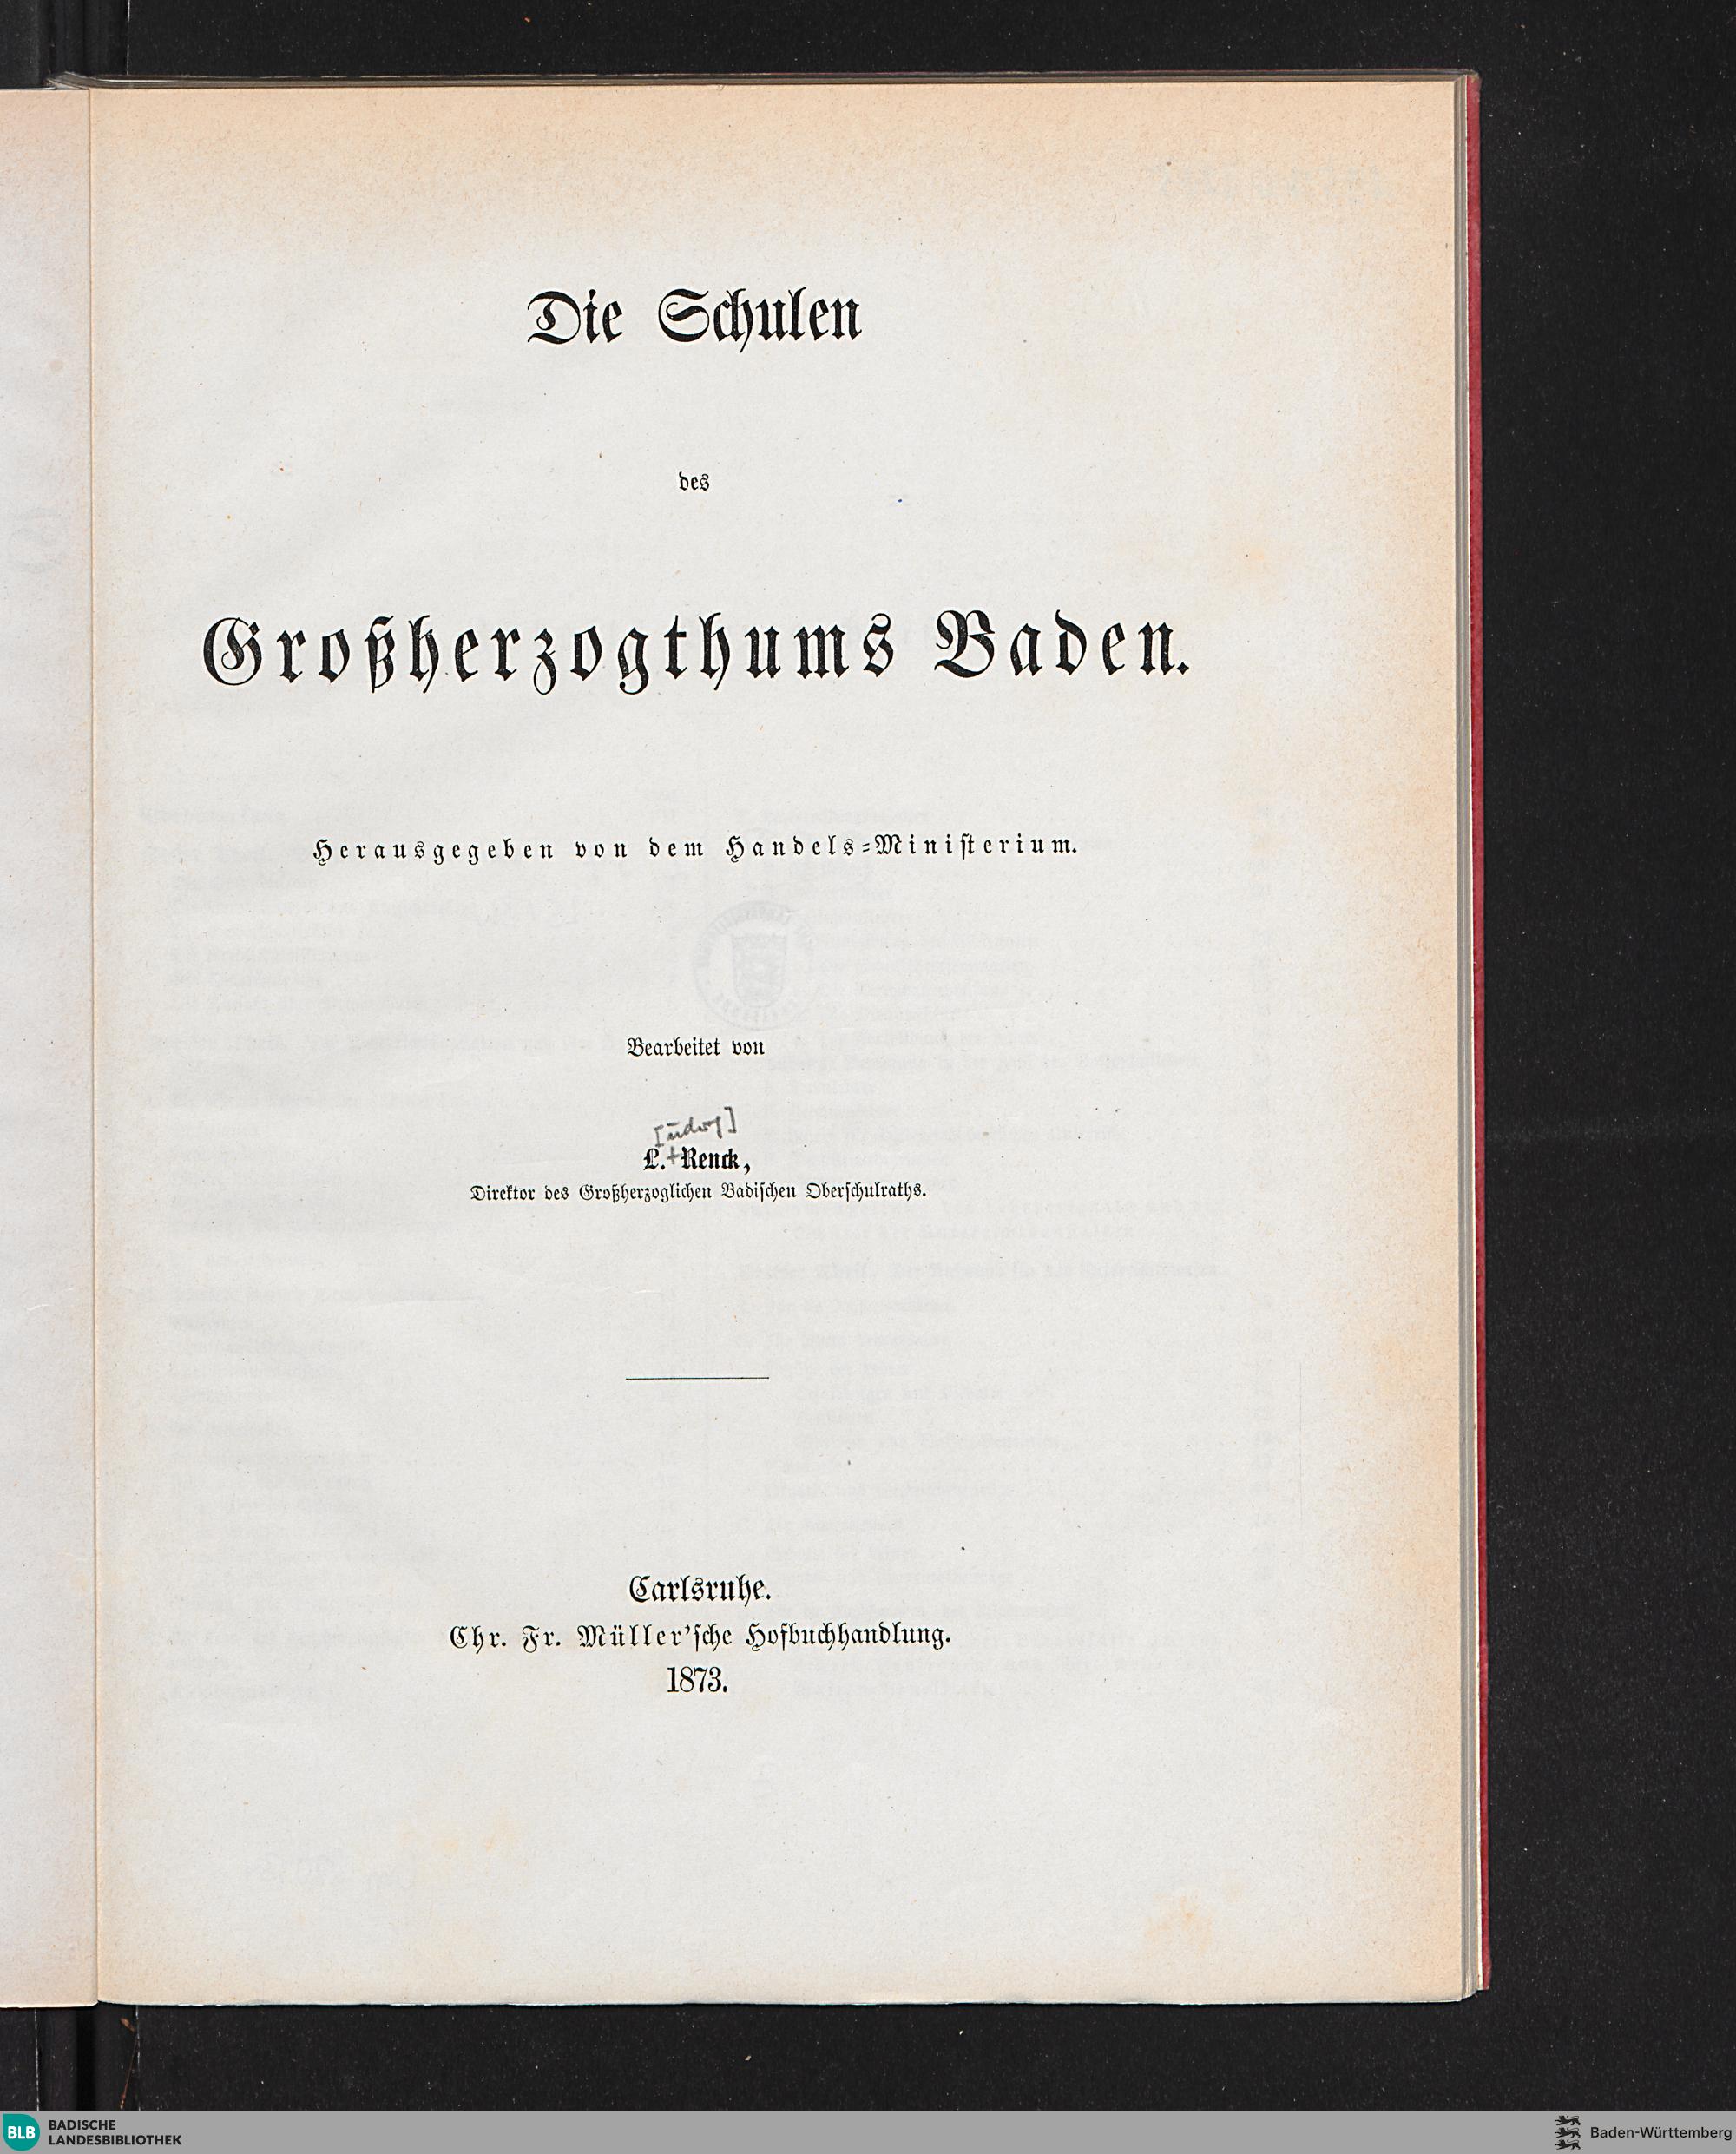 Die Schulen
des
Großherzogthums Baden.
Herausgegeben von dem Handels-Ministerium.
Bearbeitet von
[udwig]
L. + Renck,
Direktor des Großherzoglichen Badischen Oberschulraths.
Carlsruhe.
Chr. Fr. Müller'sche Hofbuchhandlung.
1873.
BLB BADISCHE
LANDESBIBLIOTHEK
Baden-Württemberg